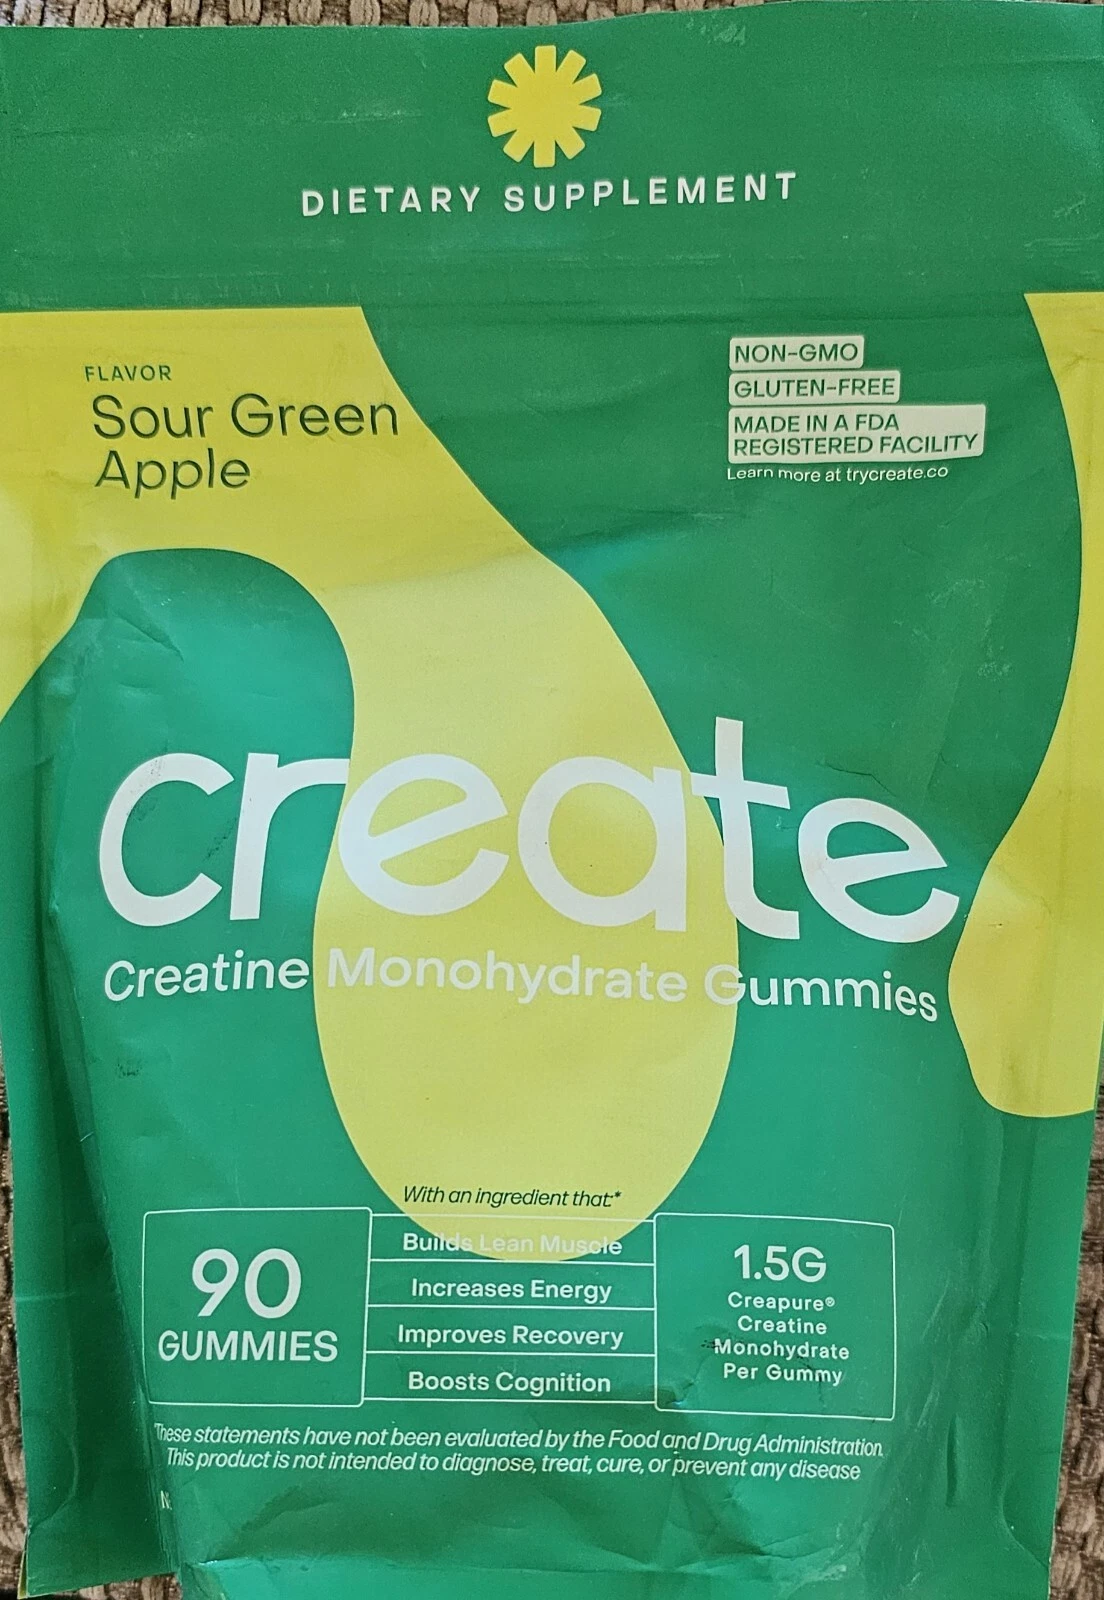 DIETARY SUPPLEMENT
FLAVOR
Sour Green
Apple
NON-GMO
GLUTEN-FREE
MADE IN A FDA
REGISTERED FACILITY
Learn more at trycreate.co
create
Creatine Monohydrate Gummies
With an ingredient that:*
90
GUMMIES
Builds Lean Muscle
Increases Energy
Improves Recovery
Boosts Cognition
1.5G
Creapure®
Creatine
Monohydrate
Per Gummy
*These statements have not been evaluated by the Food and Drug Administration.
This product is not intended to diagnose, treat, cure, or prevent any disease